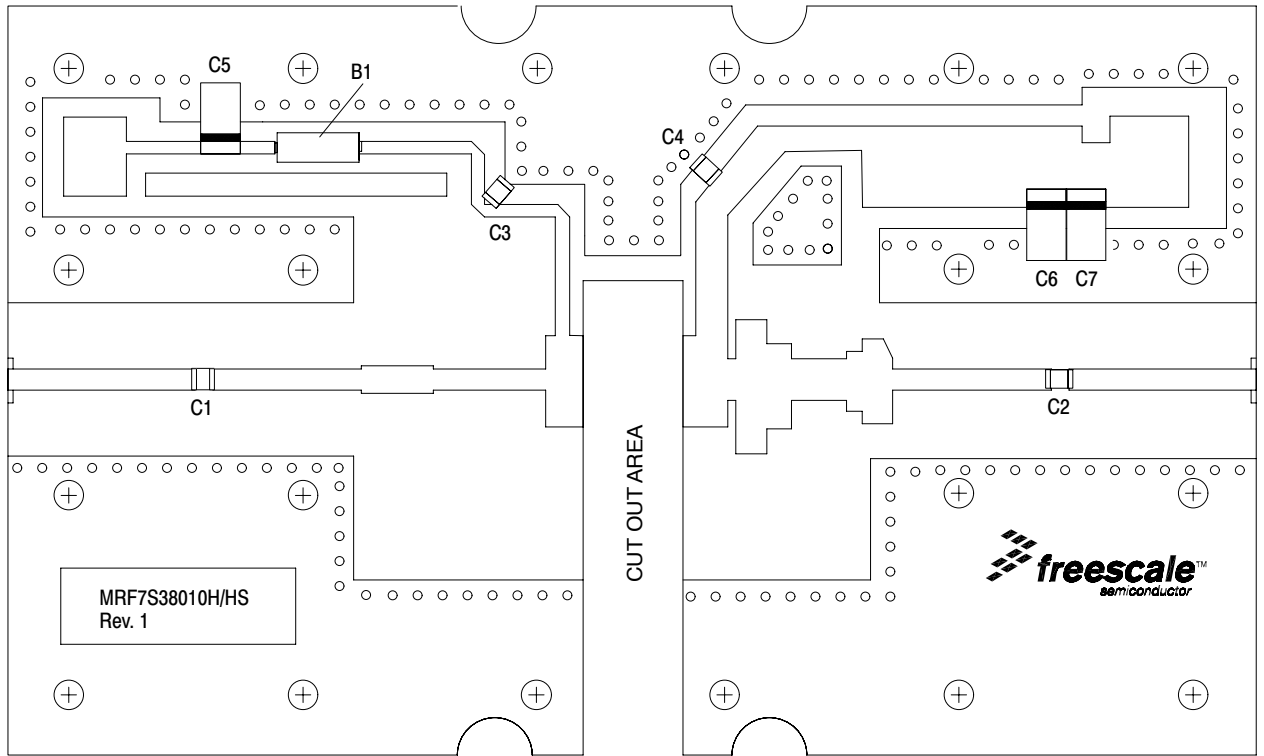 C5
B1
C4
C3
C6 C7
C1
C2
CUT OUT AREA
MRF7S38010H/HS
Rev. 1
freescale™
semiconductor